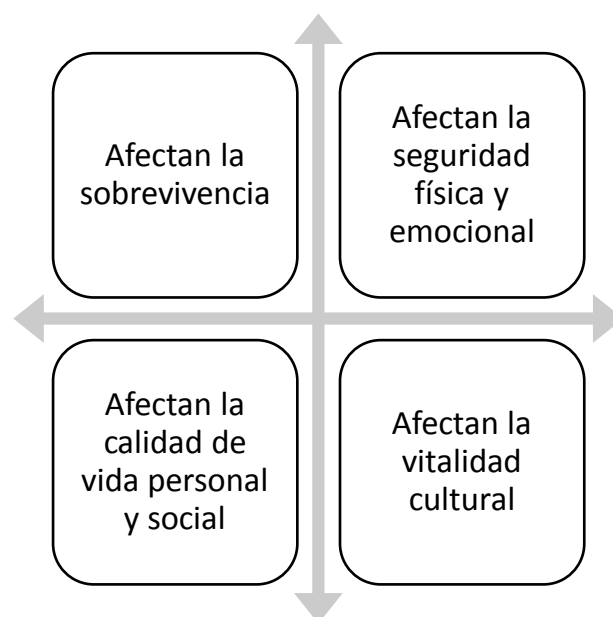 Afectan la
sobrevivencia
Afectan la
seguridad
física y
emocional
Afectan la
calidad de
vida personal
y social
Afectan la
vitalidad
cultural